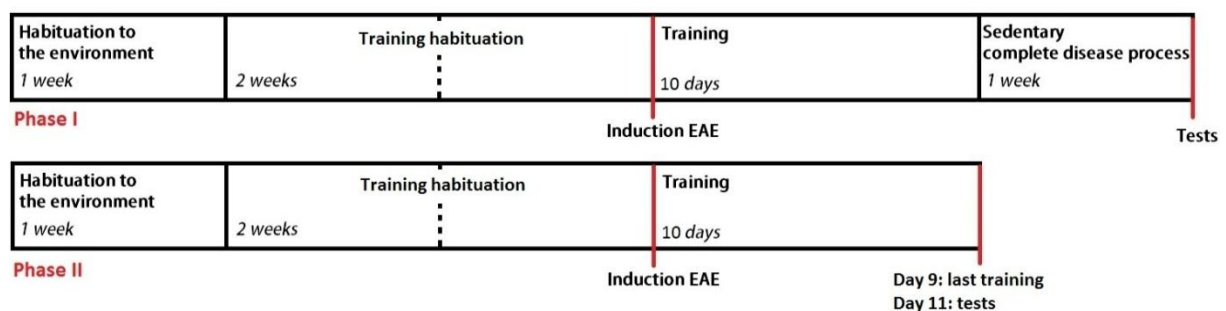 Habituation to
the environment
1 week
Training habituation
2 weeks
Training
10 days
Sedentary
complete disease process
1 week
Phase I
Induction EAE
Tests
Habituation to
the environment
1 week
Training habituation
2 weeks
Training
10 days
Phase II
Induction EAE
Day 9: last training
Day 11: tests